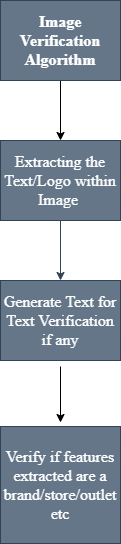 Image
Verification
Algorithm
Extracting the
Text/Logo within
Image
Generate Text for
Text Verification
if any
Verify if features
extracted are a
brand/store/outlet
etc